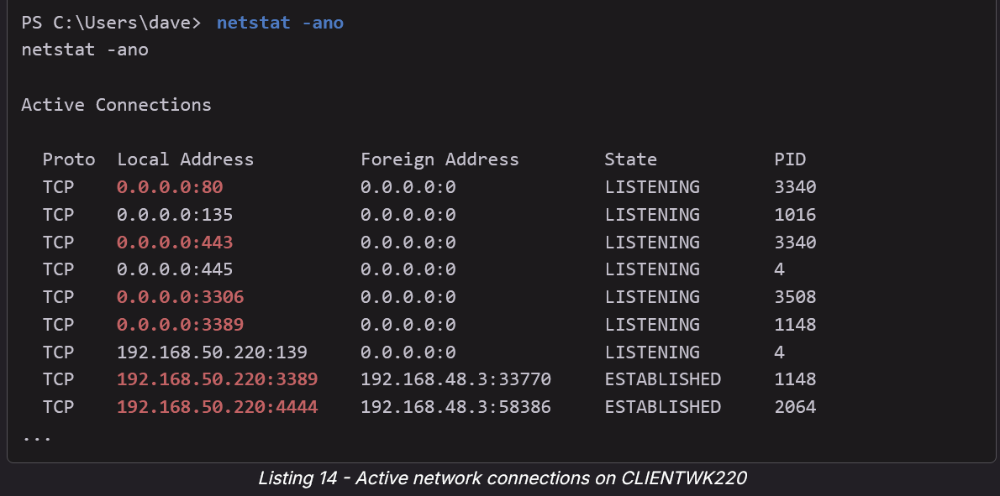 PS C:\Users\dave> netstat -ano
netstat -ano
Active Connections
Proto Local Address Foreign Address State PID
TCP 0.0.0.0:80 0.0.0.0:0 LISTENING 3340
TCP 0.0.0.0:135 0.0.0.0:0 LISTENING 1016
TCP 0.0.0.0:443 0.0.0.0:0 LISTENING 3340
TCP 0.0.0.0:445 0.0.0.0:0 LISTENING 4
TCP 0.0.0.0:3306 0.0.0.0:0 LISTENING 3508
TCP 0.0.0.0:3389 0.0.0.0:0 LISTENING 1148
TCP 192.168.50.220:139 0.0.0.0:0 LISTENING 4
TCP 192.168.50.220:3389 192.168.48.3:33770 ESTABLISHED 1148
TCP 192.168.50.220:4444 192.168.48.3:58386 ESTABLISHED 2064
...
Listing 14 - Active network connections on CLIENTWK220